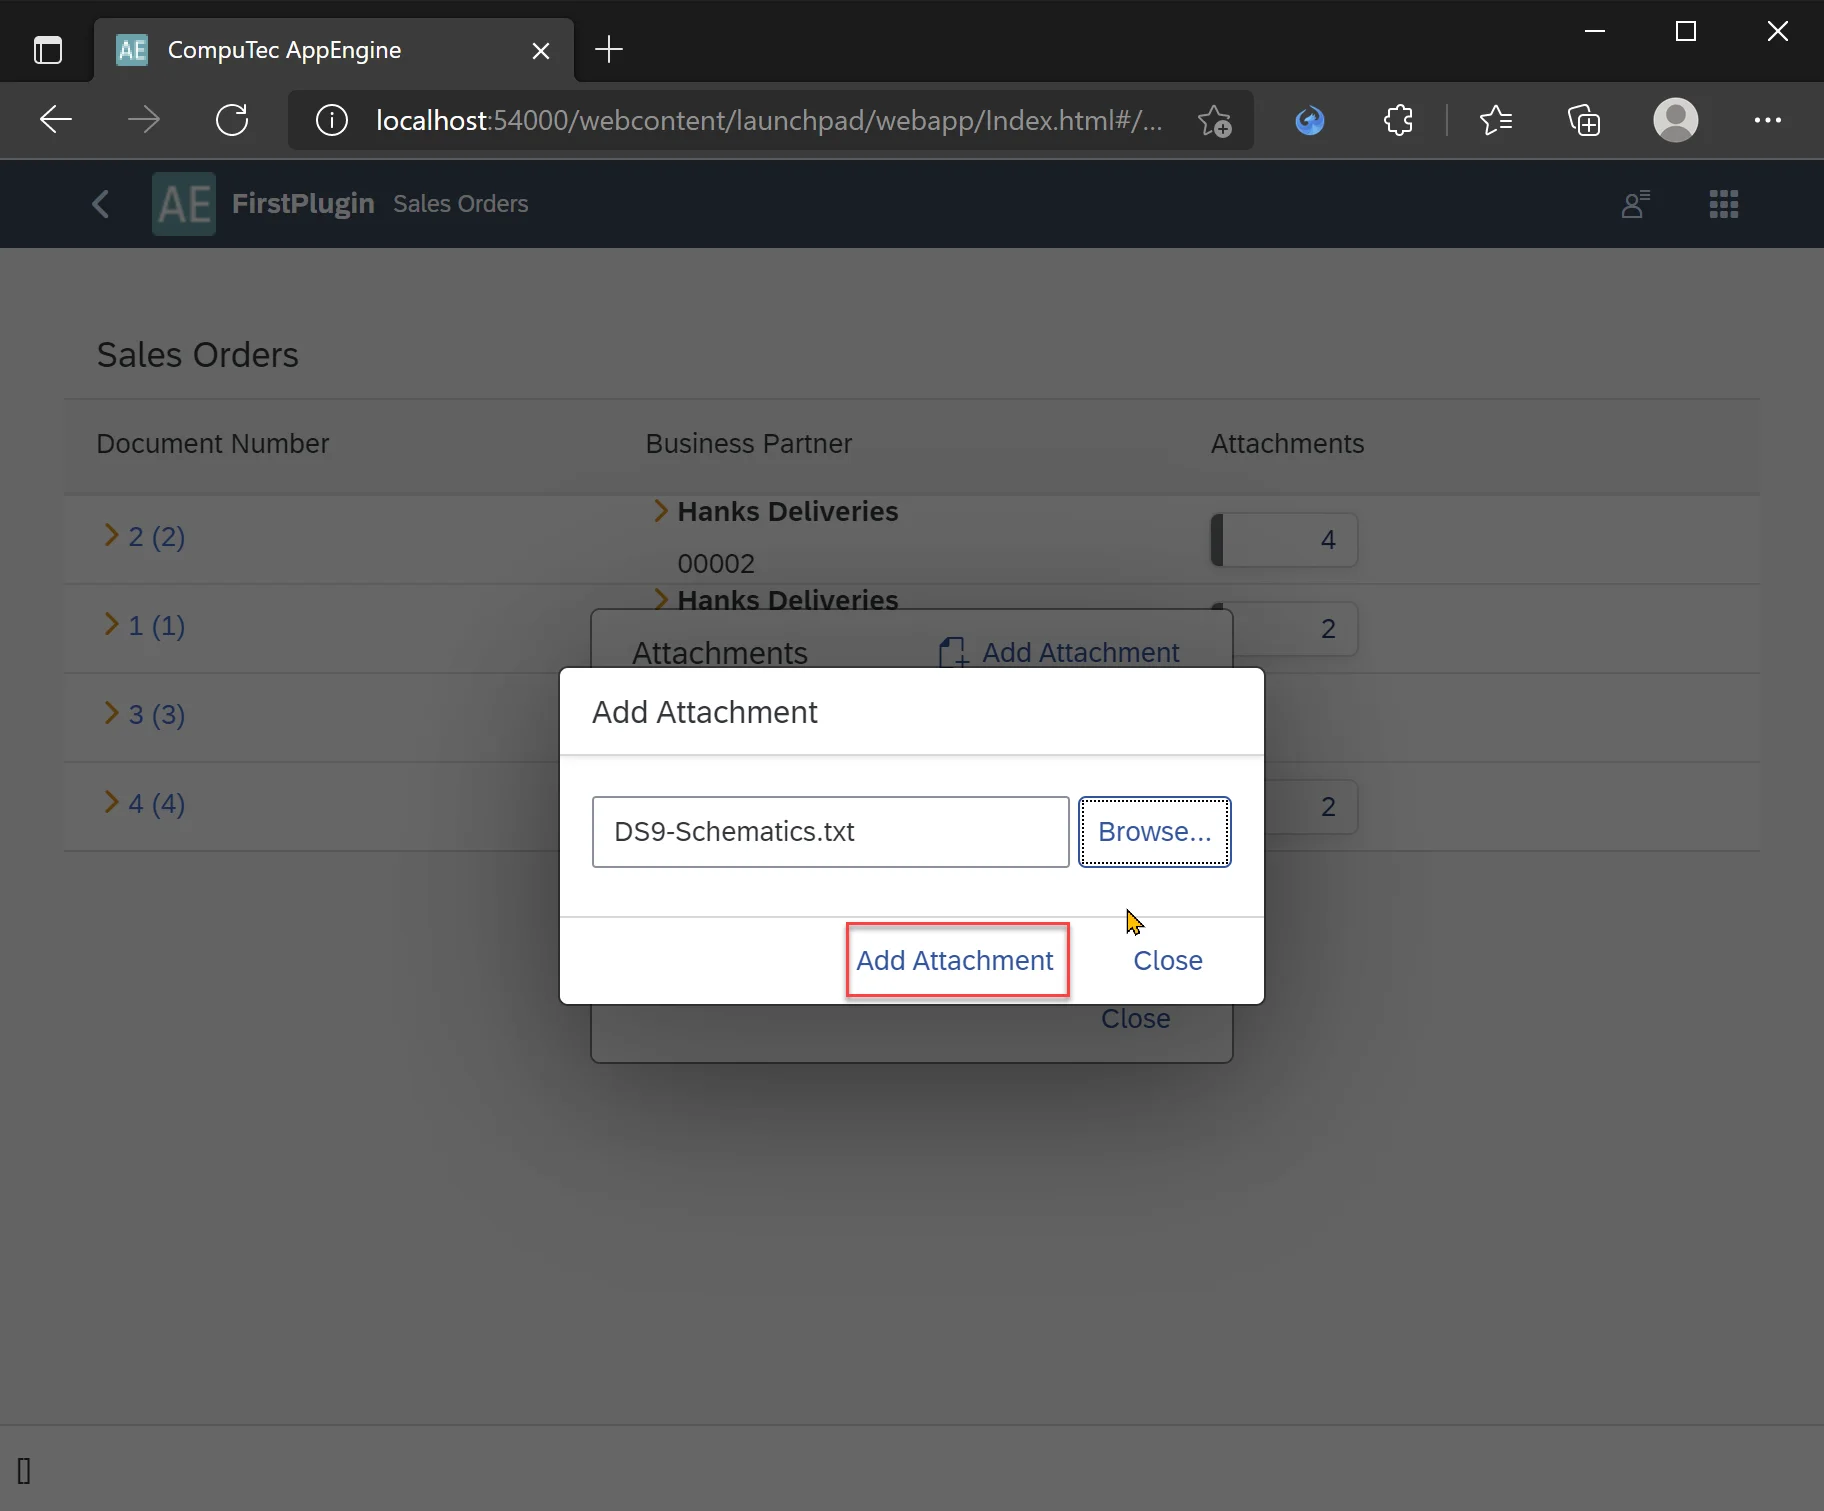 AE CompuTec AppEngine
localhost:54000/webcontent/launchpad/webapp/Index.html#/...
AE FirstPlugin Sales Orders
Sales Orders
Document Number Business Partner Attachments
2 (2) Hanks Deliveries 4
00002
1 (1) Hanks Deliveries 2
Attachments Add Attachment
3 (3)
4 (4) 2
Add Attachment
DS9-Schematics.txt Browse...
Add Attachment Close
Close
[]